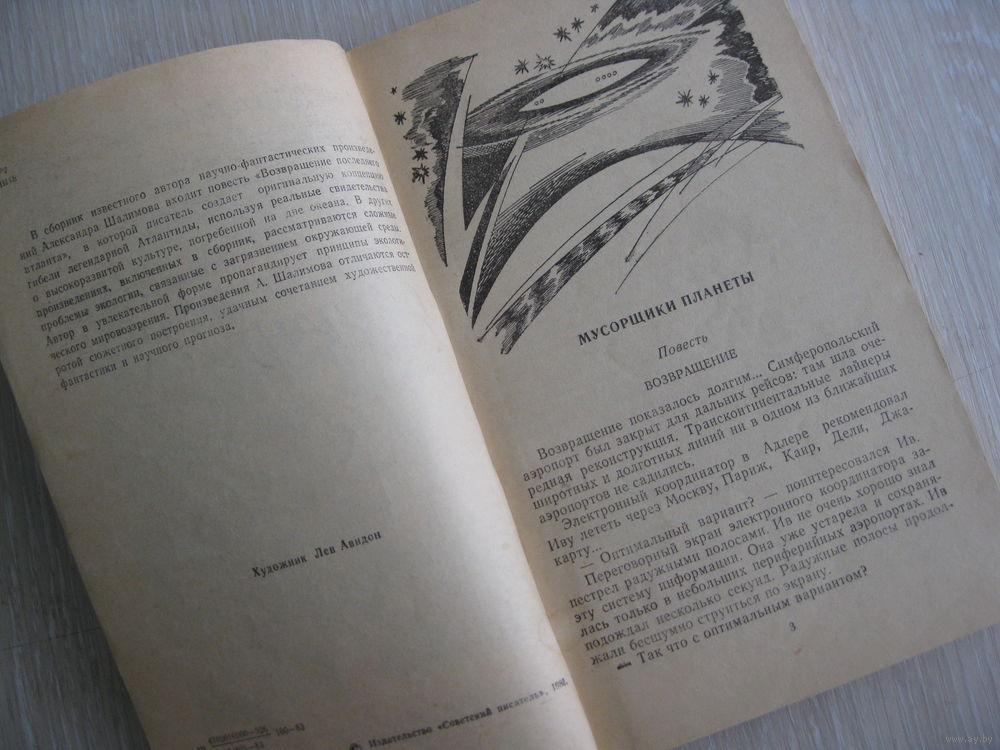 В сборник известного автора научно-фантастических произведе-
ний Александра Шалимова входит повесть «Возвращение последнего
атланта», в которой писатель создает оригинальную концепцию
гибели легендарной Атлантиды, используя реальные свидетельства
о высокоразвитой культуре, погребенной на дне океана. В других
произведениях, включенных в сборник, рассматриваются сложные
проблемы экологии, связанные с загрязнением окружающей среды.
Автор в увлекательной форме пропагандирует принципы экологи-
ческого мировоззрения. Произведения А. Шалимова отличаются ост-
ротой сюжетного построения, удачным сочетанием художественной
фантастики и научного прогноза.
Художник Лев Авидон
160—83
© Издательство «Советский писатель»,
МУСОРЩИКИ ПЛАНЕТЫ
Повесть
ВОЗВРАЩЕНИЕ
Возвращение показалось долгим... Симферопольский
аэропорт был закрыт для дальних рейсов: там шла оче-
редная реконструкция. Трансконтинентальные лайнеры
широтных и долготных линий ни в одном из ближайших
аэропортов не садились.
Электронный координатор в Адлере рекомендовал
Иву лететь через Москву, Париж, Каир, Дели, Джа-
карту...
— Оптимальный вариант? — поинтересовался Ив.
Переговорный экран электронного координатора за-
пестрел радужными полосами. Ив не очень хорошо знал
эту систему информации. Она уже устарела и сохраня-
лась только в небольших периферийных аэропортах. Ив
подождал несколько секунд. Радужные полосы продол-
жали бесшумно струиться по экрану.
— Так что с оптимальным вариантом?
3
www.ay.by